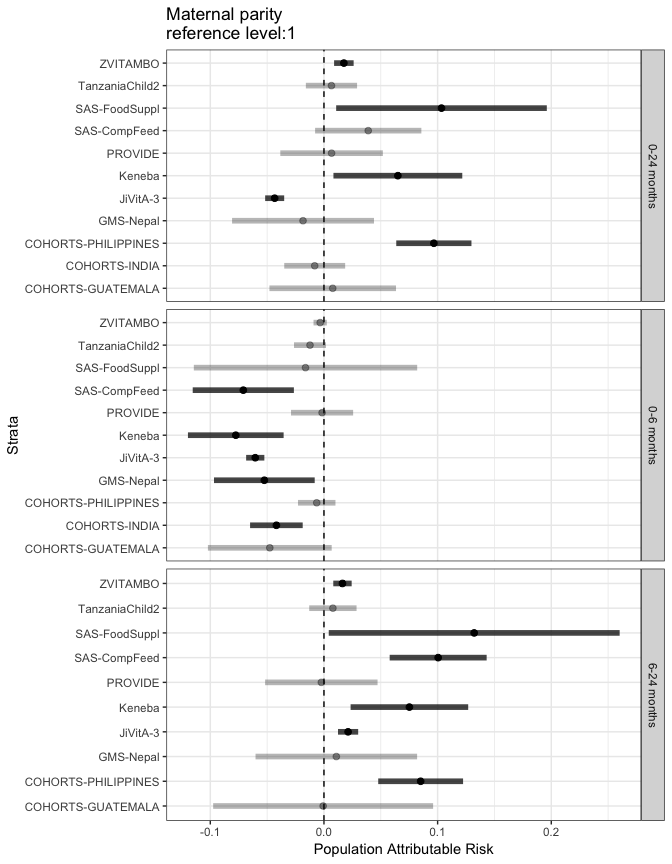 Maternal parity
reference level:1
ZVITAMBO
TanzaniaChild2
SAS-FoodSuppl
SAS-CompFeed
PROVIDE
Keneba
JiVitA-3
GMS-Nepal
COHORTS-PHILIPPINES
COHORTS-INDIA
COHORTS-GUATEMALA
0-24 months
ZVITAMBO
TanzaniaChild2
SAS-FoodSuppl
SAS-CompFeed
PROVIDE
Keneba
JiVitA-3
GMS-Nepal
COHORTS-PHILIPPINES
COHORTS-INDIA
COHORTS-GUATEMALA
0-6 months
ZVITAMBO
TanzaniaChild2
SAS-FoodSuppl
SAS-CompFeed
PROVIDE
Keneba
JiVitA-3
GMS-Nepal
COHORTS-PHILIPPINES
COHORTS-GUATEMALA
6-24 months
Strata
-0.1 0.0 0.1 0.2
Population Attributable Risk